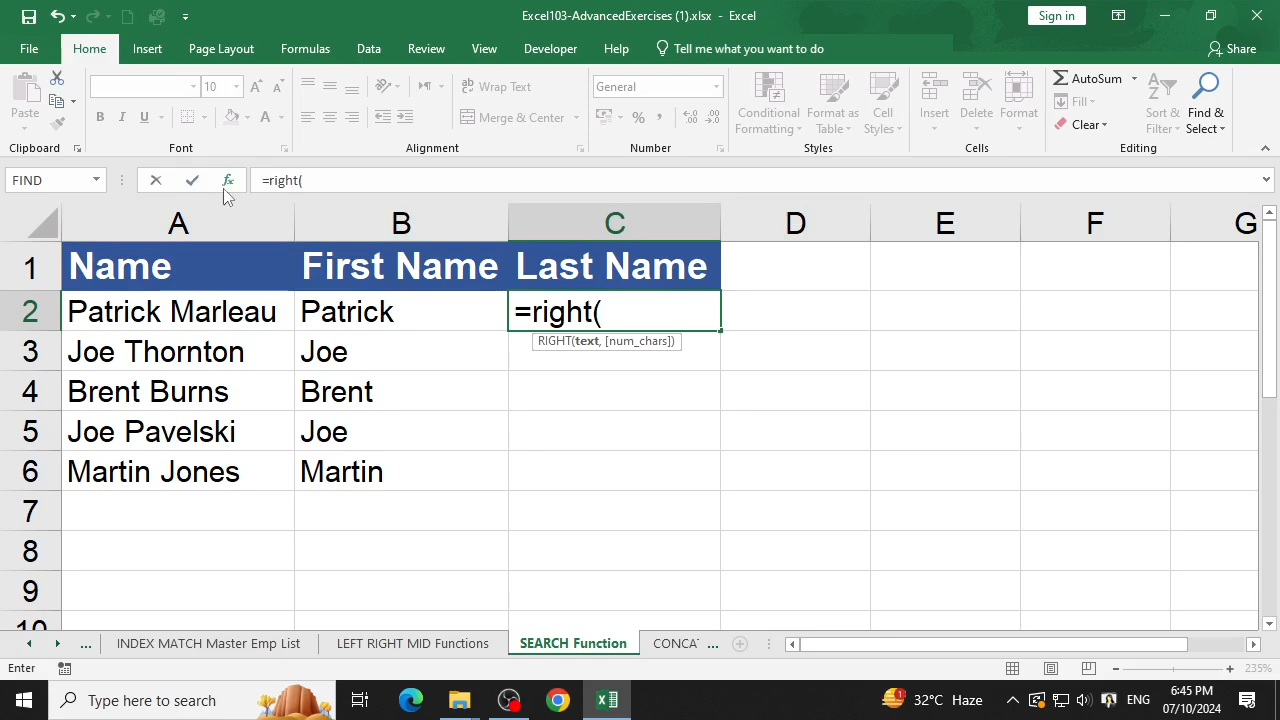 Excel103-AdvancedExercises (1).xlsx - Excel
Sign in
File Home Insert Page Layout Formulas Data Review View Developer Help Tell me what you want to do Share
Paste
10
Wrap Text
Merge & Center
General
Conditional Formatting
Format as Table
Cell Styles
Insert
Delete
Format
AutoSum
Fill
Clear
Sort & Filter
Find & Select
Clipboard Font Alignment Number Styles Cells Editing
FIND fx =right(
A B C D E F G
1 Name First Name Last Name
2 Patrick Marleau Patrick =right(
RIGHT(text, [num_chars])
3 Joe Thornton Joe
4 Brent Burns Brent
5 Joe Pavelski Joe
6 Martin Jones Martin
7
8
9
10
... INDEX MATCH Master Emp List LEFT RIGHT MID Functions SEARCH Function CONCAT ...
Enter 235%
Type here to search 1 32°C Haze ENG 6:45 PM
07/10/2024